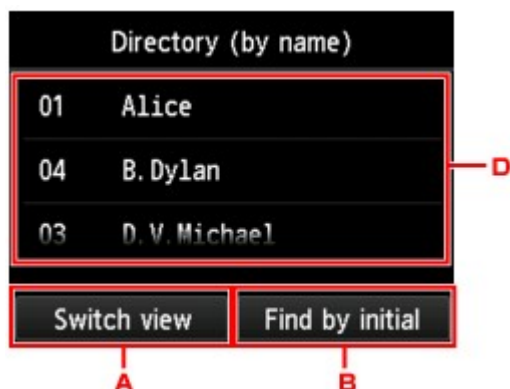 Directory (by name)
01 Alice
04 B.Dylan
D
03 D.V.Michael
Switch view Find by initial
A B